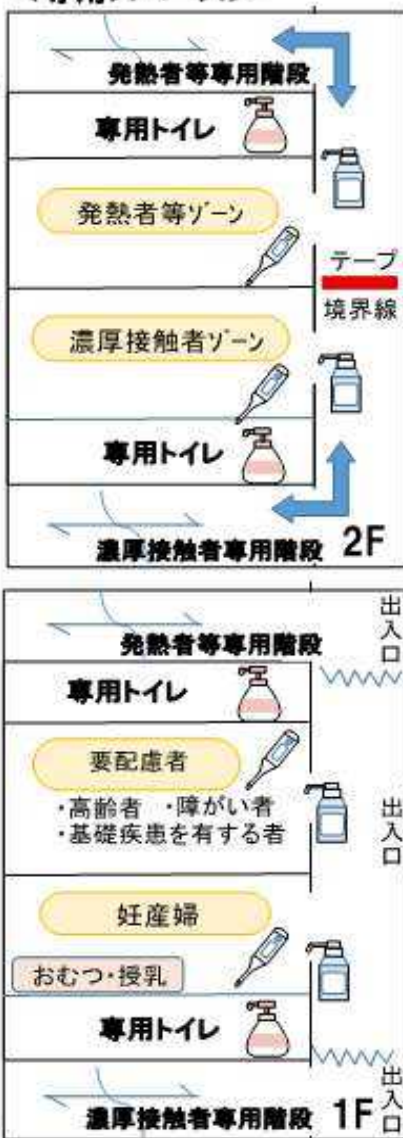 発熱者等専用階段
専用トイレ
発熱者等ゾーン
テープ
境界線
濃厚接触者ゾーン
専用トイレ
濃厚接触者専用階段 2F
出入口
発熱者等専用階段
専用トイレ
要配慮者
・高齢者 ・障がい者
・基礎疾患を有する者
出入口
妊産婦
おむつ・授乳
専用トイレ
濃厚接触者専用階段 1F
出入口